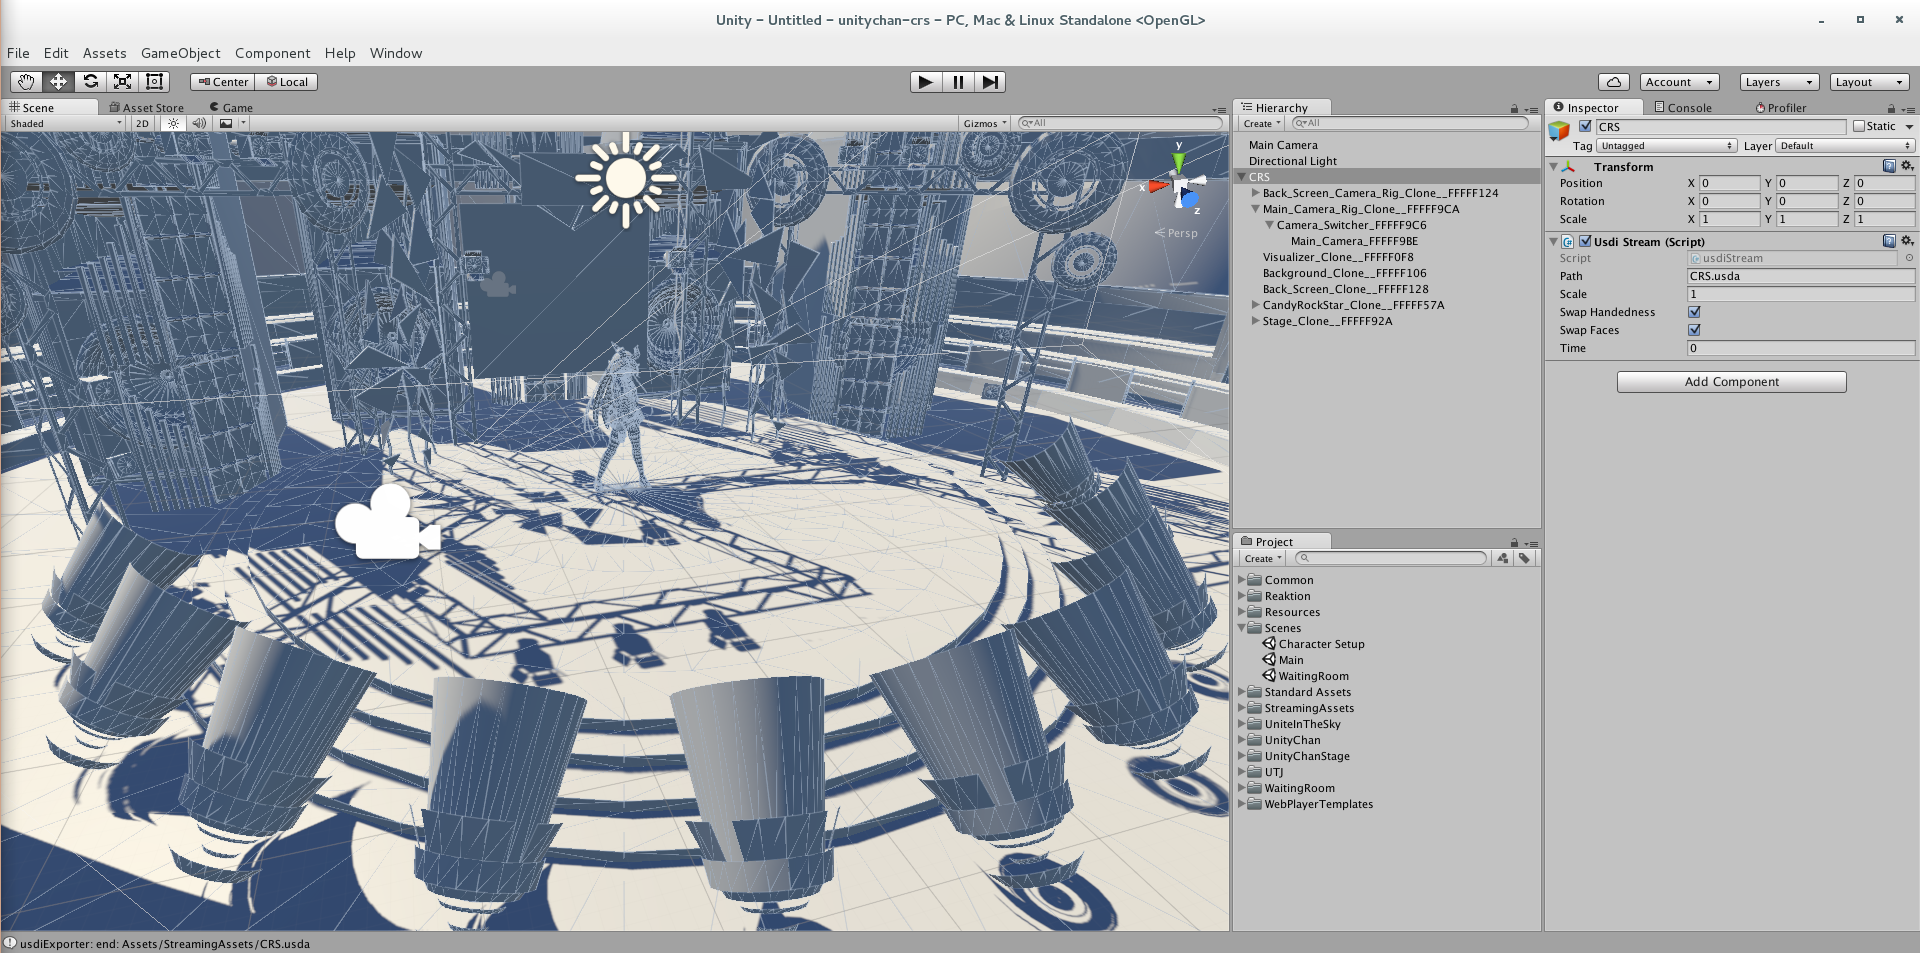 Unity - Untitled - unitychan-crs - PC, Mac & Linux Standalone <OpenGL>
File Edit Assets GameObject Component Help Window
Center Local
Account Layers Layout
Scene Asset Store Game
Shaded 2D Gizmos All
y
x
z
Persp
Hierarchy
Create All
Main Camera
Directional Light
CRS
Back_Screen_Camera_Rig_Clone__FFFFF124
Main_Camera_Rig_Clone__FFFFF9CA
Camera_Switcher_FFFFF9C6
Main_Camera_FFFFF9BE
Visualizer_Clone__FFFFF0F8
Background_Clone__FFFFF106
Back_Screen_Clone__FFFFF128
CandyRockStar_Clone__FFFFF57A
Stage_Clone__FFFFF92A
Project
Create
Common
Reaktion
Resources
Scenes
Character Setup
Main
WaitingRoom
Standard Assets
StreamingAssets
UniteInTheSky
UnityChan
UnityChanStage
UTJ
WaitingRoom
WebPlayerTemplates
Inspector Console Profiler
CRS Static
Tag Untagged Layer Default
Transform
Position X 0 Y 0 Z 0
Rotation X 0 Y 0 Z 0
Scale X 1 Y 1 Z 1
Usdi Stream (Script)
Script usdiStream
Path CRS.usda
Scale 1
Swap Handedness
Swap Faces
Time 0
Add Component
usdiExporter: end: Assets/StreamingAssets/CRS.usda